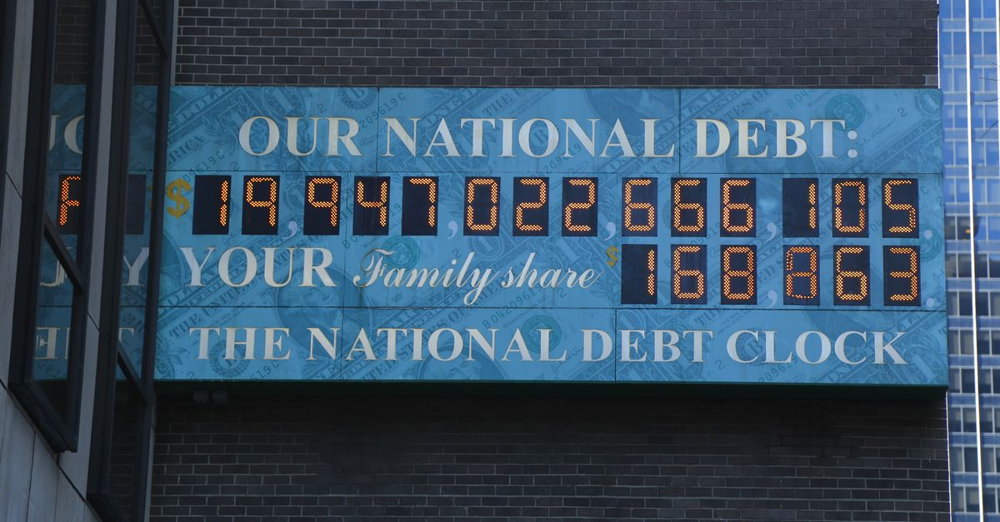 OUR NATIONAL DEBT:
$19,947,022,666,105
YOUR Family share $168,863
THE NATIONAL DEBT CLOCK